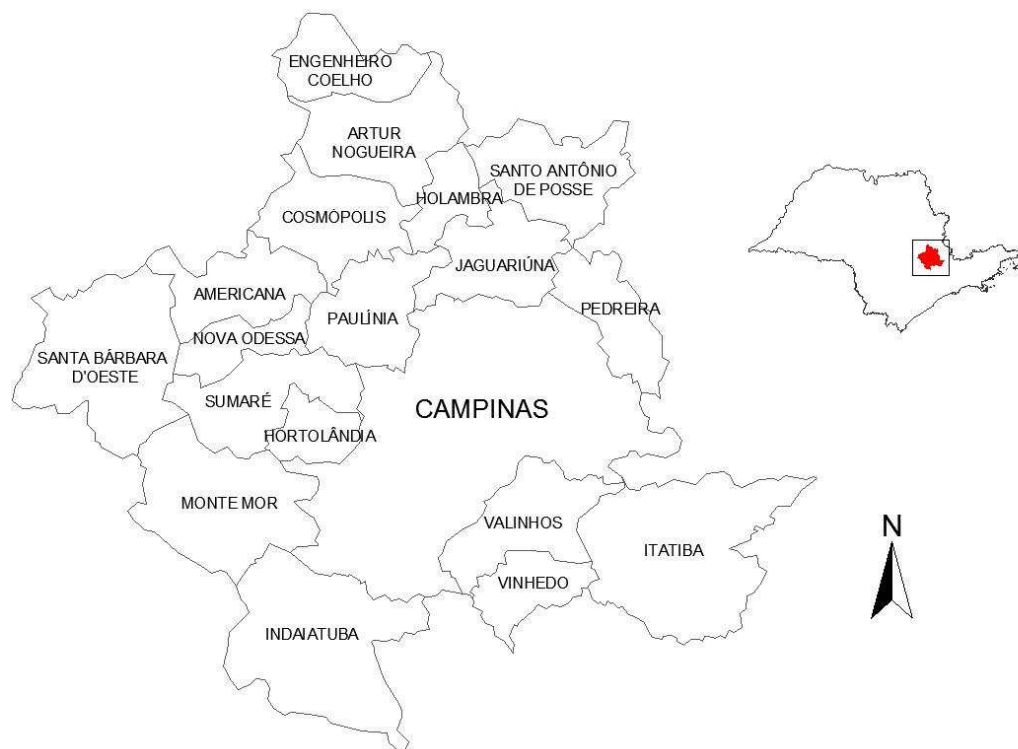 ENGENHEIRO
COELHO
ARTUR
NOGUEIRA
SANTO ANTÔNIO
DE POSSE
HOLAMBRA
COSMÓPOLIS
JAGUARIÚNA
AMERICANA
PEDREIRA
PAULÍNIA
NOVA ODESSA
SANTA BÁRBARA
D'OESTE
SUMARÉ
CAMPINAS
HORTOLÂNDIA
MONTE MOR
VALINHOS
N
ITATIBA
VINHEDO
INDAIATUBA